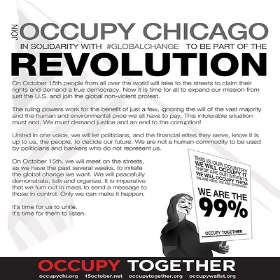 JOIN OCCUPY CHICAGO
IN SOLIDARITY WITH #GLOBALCHANGE TO BE PART OF THE
REVOLUTION
On October 15th people from all over the world will take to the streets to claim their
rights and demand a true democracy. Now it is time for all to expand our mission from
just the U.S. and join the global non-violent protest.
The ruling powers work for the benefit of just a few, ignoring the will of the vast majority
and the human and environmental price we all have to pay. This intolerable situation
must end. We must demand justice and an end to the corruption!
United in one voice, we will let politicians, and the financial elites they serve, know it is
up to us, the people, to decide our future. We are not a human commodity to be used
by politicians and bankers who do not represent us.
On October 15th, we will meet on the streets,
as we have the past several weeks, to initiate
the global change we want. We will peacefully
demonstrate, talk and organize. It is imperative
that we turn out in mass to send a message to
those in control. Only we can make it happen.
It's time for us to unite.
It's time for them to listen.
WE ARE THE
99%
OCCUPY TOGETHER
OCCUPY TOGETHER
occupychi.org 15october.net occupytogether.org occupywallst.org